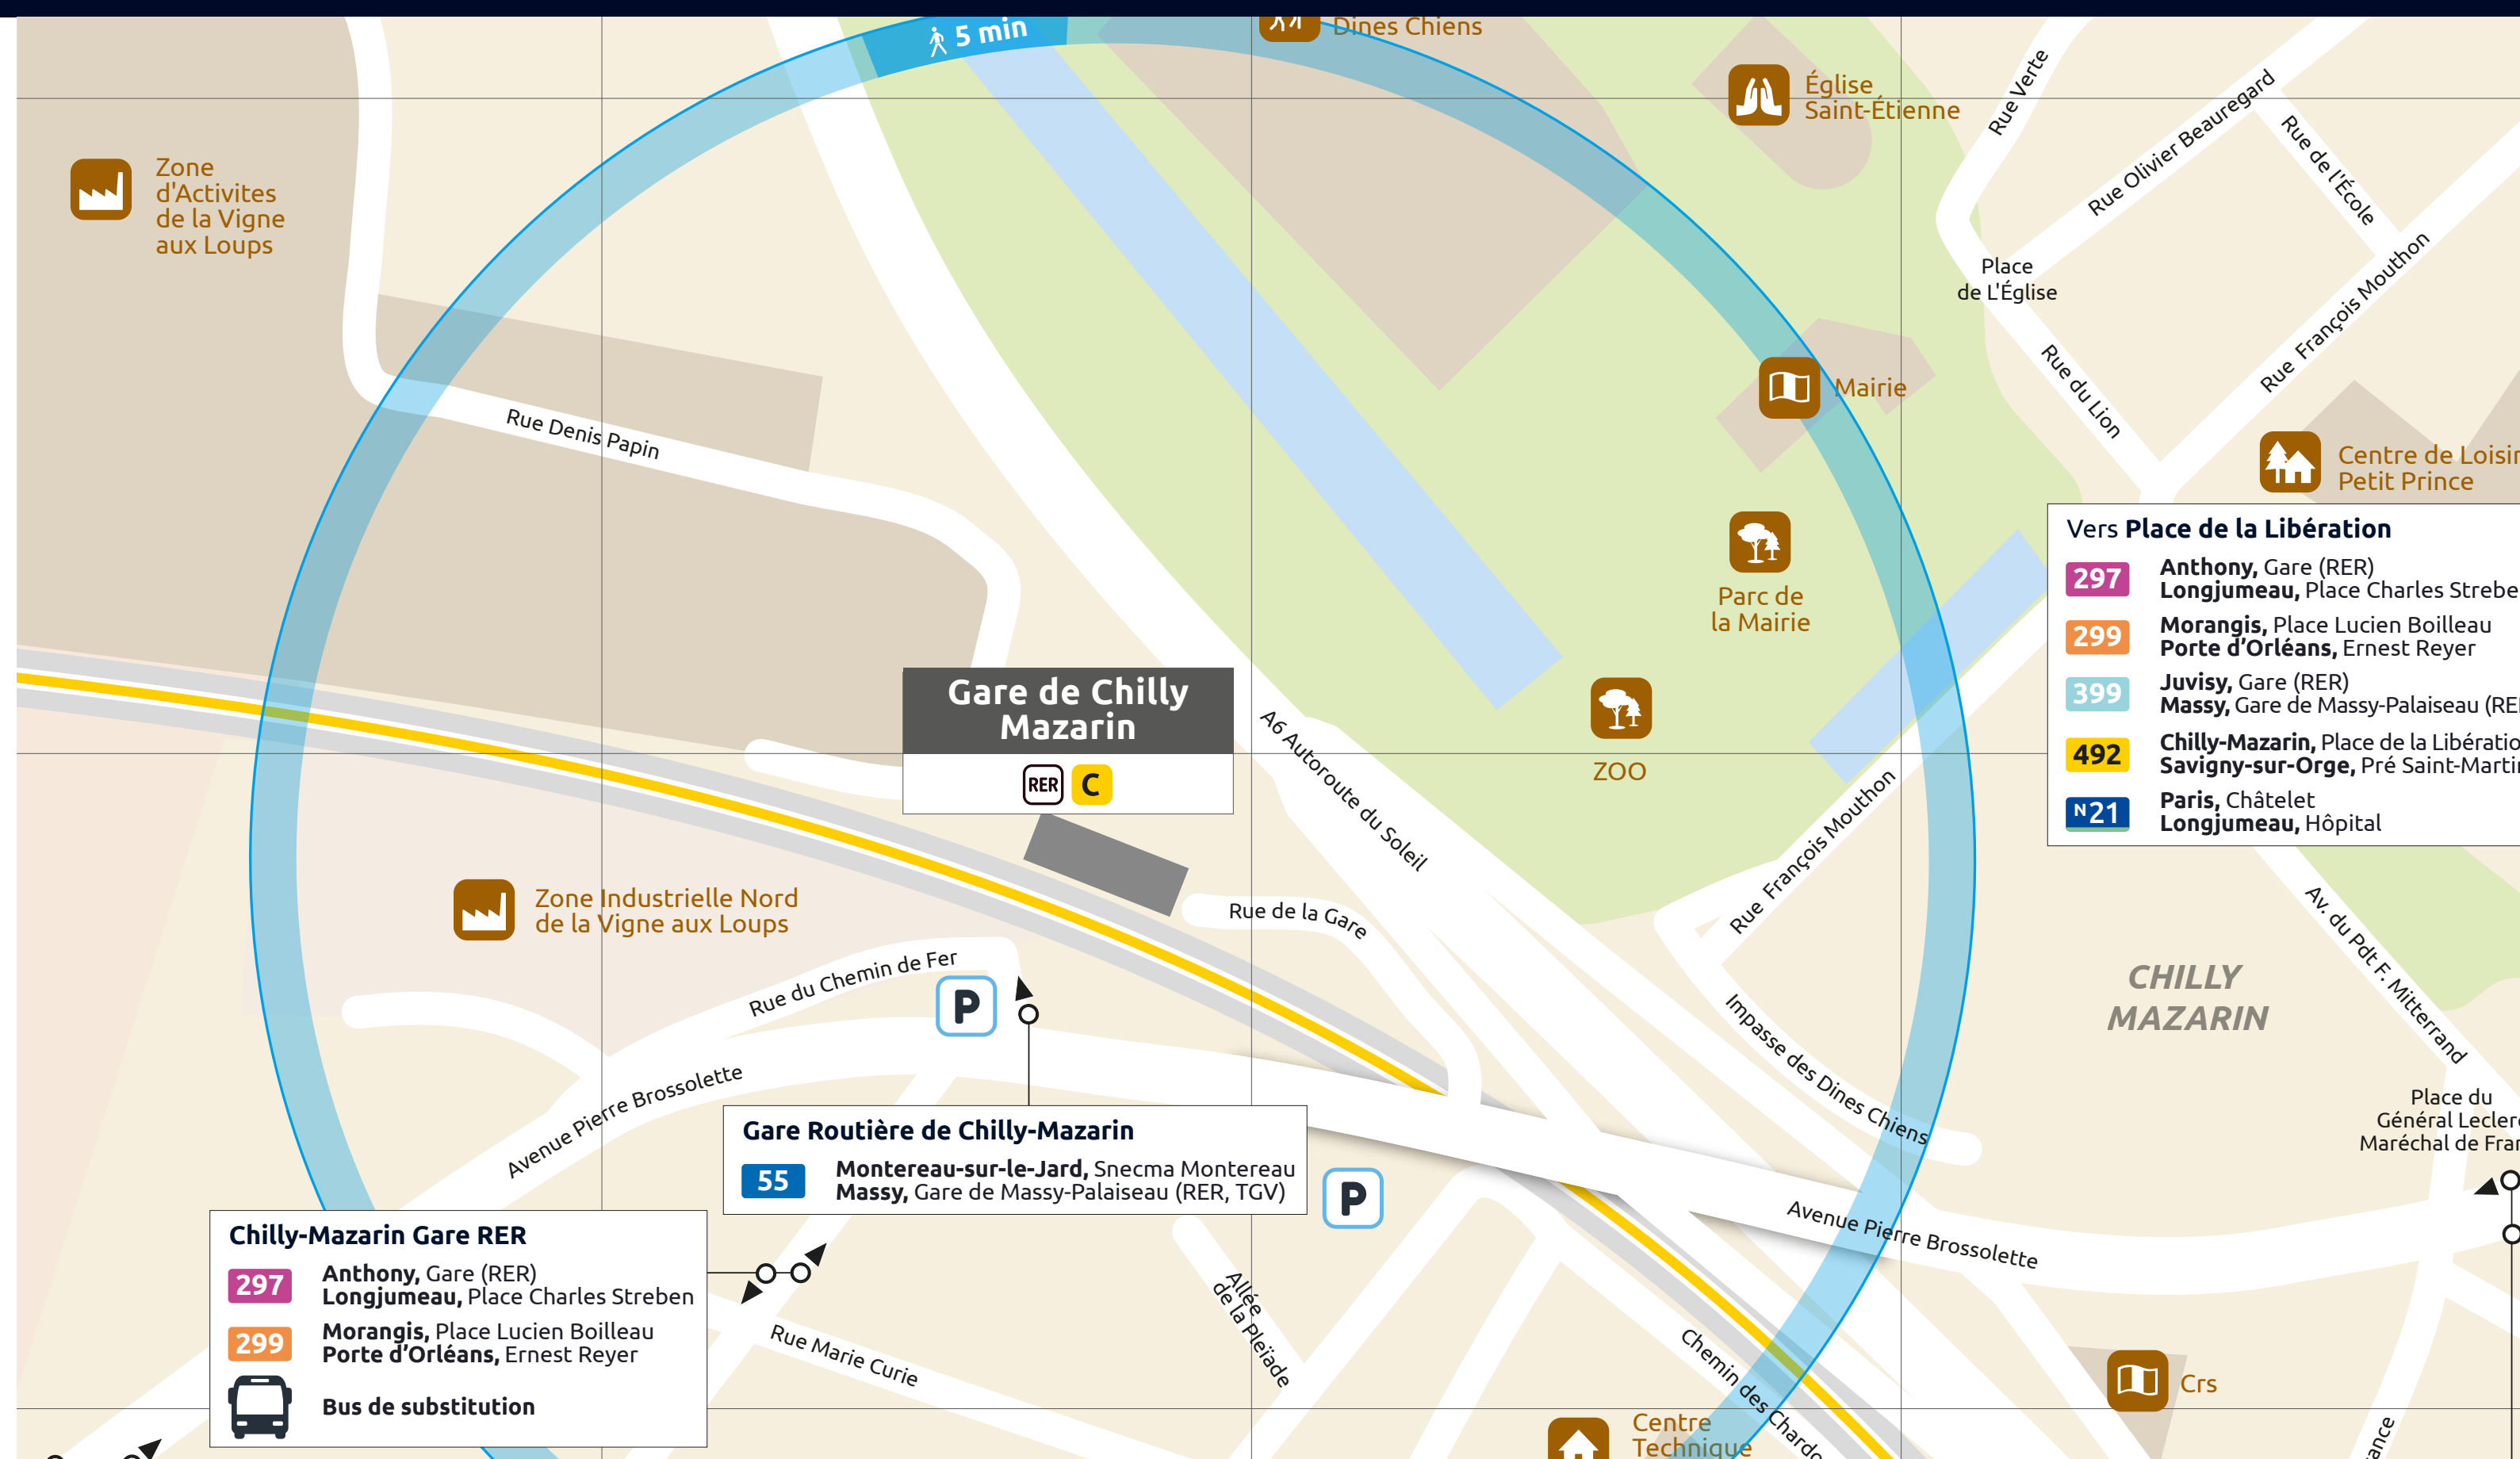 5 min
Dines Chiens
Église
Saint-Étienne
Rue Verte
Rue Olivier Beauregard
Rue de l'École
Zone
d'Activites
de la Vigne
aux Loups
Place
de L'Église
Rue François Mouthon
Rue du Lion
Mairie
Rue Denis Papin
Centre de Loisir
Petit Prince
Vers Place de la Libération
297 Anthony, Gare (RER)
Longjumeau, Place Charles Strebe
299 Morangis, Place Lucien Boilleau
Porte d'Orléans, Ernest Reyer
399 Juvisy, Gare (RER)
Massy, Gare de Massy-Palaiseau (RE
492 Chilly-Mazarin, Place de la Libératio
Savigny-sur-Orge, Pré Saint-Martin
N21 Paris, Châtelet
Longjumeau, Hôpital
Parc de
la Mairie
Gare de Chilly
Mazarin
RER C
A6 Autoroute du Soleil
ZOO
Rue François Mouthon
Zone Industrielle Nord
de la Vigne aux Loups
Rue de la Gare
Av. du Pdt F. Mitterrand
CHILLY
MAZARIN
Rue du Chemin de Fer
P
Impasse des Dines Chiens
Avenue Pierre Brossolette
Place du
Général Lecler
Maréchal de Fran
Gare Routière de Chilly-Mazarin
55 Montereau-sur-le-Jard, Snecma Montereau
Massy, Gare de Massy-Palaiseau (RER, TGV)
P
Avenue Pierre Brossolette
Chilly-Mazarin Gare RER
297 Anthony, Gare (RER)
Longjumeau, Place Charles Streben
299 Morangis, Place Lucien Boilleau
Porte d'Orléans, Ernest Reyer
Bus de substitution
Rue Marie Curie
Allée
de la Pleïade
Chemin des Chardo
Crs
Centre
Technique
ance